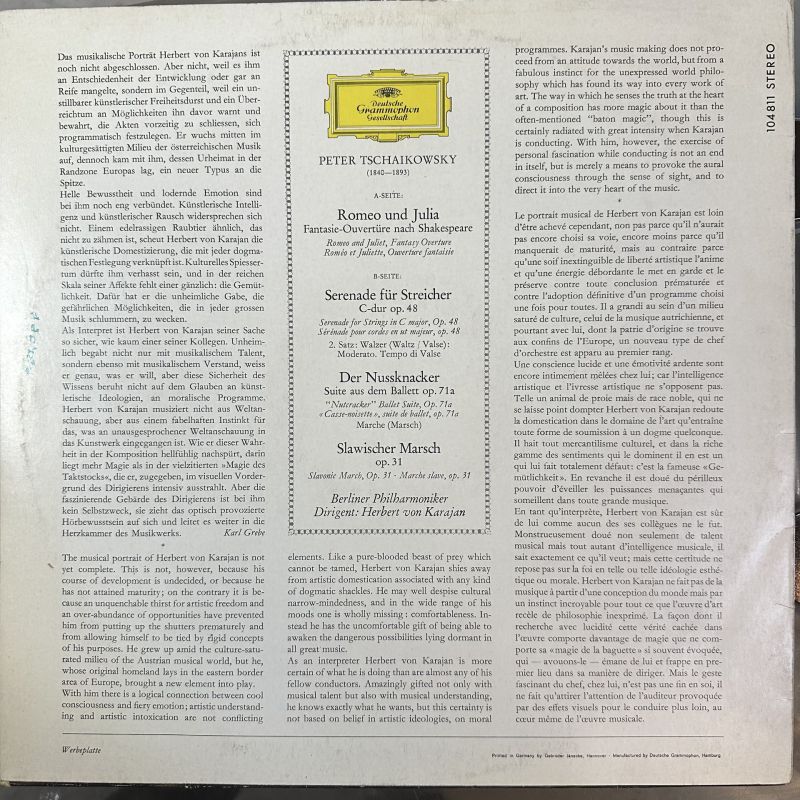 Das musikalische Porträt Herbert von Karajans ist
noch nicht abgeschlossen. Aber nicht, weil es ihm
an Entschiedenheit der Entwicklung oder gar an
Reife mangelte, sondern im Gegenteil, weil ein un-
stillbarer künstlerischer Freiheitsdurst und ein Über-
reichtum an Möglichkeiten ihn davor warnt und
bewahrt, die Akten vorzeitig zu schliessen, sich
programmatisch festzulegen. Er wuchs mitten im
kulturgesättigten Milieu der österreichischen Musik
auf, dennoch kam mit ihm, dessen Urheimat in der
Randzone Europas lag, ein neuer Typus an die
Spitze.
Helle Bewusstheit und lodernde Emotion sind
bei ihm noch eng verbündet. Künstlerische Intelli-
genz und künstlerischer Rausch widersprechen sich
nicht. Einem edelrassigen Raubtier ähnlich, das
nicht zu zähmen ist, scheut Herbert von Karajan die
künstlerische Domestizierung, die mit jeder dogma-
tischen Festlegung verknüpft ist. Kulturelles Spiesser-
tum dürfte ihm verhasst sein, und in der reichen
Skala seiner Affekte fehlt einer gänzlich: die Gemüt-
lichkeit. Dafür hat er die unheimliche Gabe, die
gefährlichen Möglichkeiten, die in jeder grossen
Musik schlummern, zu wecken.
Als Interpret ist Herbert von Karajan seiner Sache
so sicher, wie kaum einer seiner Kollegen. Unheim-
lich begabt nicht nur mit musikalischem Talent,
sondern ebenso mit musikalischem Verstand, weiss
er genau, was er will, aber diese Sicherheit des
Wissens beruht nicht auf dem Glauben an künst-
lerische Ideologien, an moralische Programme.
Herbert von Karajan musiziert nicht aus Weltan-
schauung, aber aus einem fabelhaften Instinkt für
das, was an unausgesprochener Weltanschauung in
das Kunstwerk eingegangen ist. Wie er dieser Wahr-
heit in der Komposition hellfühlig nachspürt, darin
liegt mehr Magie als in der vielzitierten »Magie des
Taktstocks«, die er, zugegeben, im visuellen Vorder-
grund des Dirigierens intensiv ausstrahlt. Aber die
faszinierende Gebärde des Dirigierens ist bei ihm
kein Selbstzweck, sie zieht das optisch provozierte
Hörbewusstsein auf sich und leitet es weiter in die
Herzkammer des Musikwerks. Karl Grebe
Deutsche
Grammophon
Gesellschaft
PETER TSCHAIKOWSKY
(1840—1893)
A-SEITE:
Romeo und Julia
Fantasie-Ouvertüre nach Shakespeare
Romeo and Juliet, Fantasy Overture
Roméo et Juliette, Ouverture fantaisie
B-SEITE:
Serenade für Streicher
C-dur op. 48
Serenade for Strings in C major, Op. 48
Sérénade pour cordes en ut majeur, op. 48
2. Satz: Walzer (Waltz / Valse):
Moderato. Tempo di Valse
Der Nussknacker
Suite aus dem Ballett op. 71a
"Nutcracker" Ballet Suite, Op. 71a
«Casse-noisette», suite de ballet, op. 71a
Marche (Marsch)
Slawischer Marsch
op. 31
Slavonic March, Op. 31 · Marche slave, op. 31
Berliner Philharmoniker
Dirigent: Herbert von Karajan
The musical portrait of Herbert von Karajan is not
yet complete. This is not, however, because his
course of development is undecided, or because he
has not attained maturity; on the contrary it is be-
cause an unquenchable thirst for artistic freedom and
an over-abundance of opportunities have prevented
him from putting up the shutters prematurely and
from allowing himself to be tied by rigid concepts
of his purposes. He grew up amid the culture-satu-
rated milieu of the Austrian musical world, but he,
whose original homeland lays in the eastern border
area of Europe, brought a new element into play.
With him there is a logical connection between cool
consciousness and fiery emotion; artistic understand-
ing and artistic intoxication are not conflicting
elements. Like a pure-blooded beast of prey which
cannot be tamed, Herbert von Karajan shies away
from artistic domestication associated with any kind
of dogmatic shackles. He may well despise cultural
narrow-mindedness, and in the wide range of his
moods one is wholly missing: comfortableness. In-
stead he has the uncomfortable gift of being able to
awaken the dangerous possibilities lying dormant in
all great music.
As an interpreter Herbert von Karajan is more
certain of what he is doing than are almost any of his
fellow conductors. Amazingly gifted not only with
musical talent but also with musical understanding,
he knows exactly what he wants, but this certainty is
not based on belief in artistic ideologies, on moral
programmes. Karajan's music making does not pro-
ceed from an attitude towards the world, but from a
fabulous instinct for the unexpressed world philo-
sophy which has found its way into every work of
art. The way in which he senses the truth at the heart
of a composition has more magic about it than the
often-mentioned "baton magic", though this is
certainly radiated with great intensity when Karajan
is conducting. With him, however, the exercise of
personal fascination while conducting is not an end
in itself, but is merely a means to provoke the aural
consciousness through the sense of sight, and to
direct it into the very heart of the music.
*
Le portrait musical de Herbert von Karajan est loin
d'être achevé cependant, non pas parce qu'il n'aurait
pas encore choisi sa voie, encore moins parce qu'il
manquerait de maturité, mais au contraire parce
qu'une soif inextinguible de liberté artistique l'anime
et qu'une énergie débordante le met en garde et le
préserve contre toute conclusion prématurée et
contre l'adoption définitive d'un programme choisi
une fois pour toutes. Il a grandi au sein d'un milieu
saturé de culture, celui de la musique autrichienne, et
pourtant avec lui, dont la patrie d'origine se trouve
aux confins de l'Europe, un nouveau type de chef
d'orchestre est apparu au premier rang.
Une conscience lucide et une émotivité ardente sont
encore intimement mêlées chez lui; car l'intelligence
artistique et l'ivresse artistique ne s'opposent pas.
Telle un animal de proie mais de race noble, qui ne
se laisse point dompter Herbert von Karajan redoute
la domestication dans le domaine de l'art qu'entraîne
toute forme de soumission à un dogme quelconque.
Il hait tout mercantilisme culturel, et dans la riche
gamme des sentiments qui le dominent il en est un
qui lui fait totalement défaut: c'est la fameuse «Ge-
mütlichkeit». En revanche il est doué du périlleux
pouvoir d'éveiller les puissances menaçantes qui
someillent dans toute grande musique.
En tant qu'interprète, Herbert von Karajan est sûr
de lui comme aucun des ses collègues ne le fut.
Monstrueusement doué non seulement de talent
musical mais tout autant d'intelligence musicale, il
sait exactement ce qu'il veut; mais cette certitude ne
repose pas sur la foi en telle ou telle idéologie esthé-
tique ou morale. Herbert von Karajan ne fait pas de la
musique à partir d'une conception du monde mais par
un instinct incroyable pour tout ce que l'œuvre d'art
recèle de philosophie inexprimé. La façon dont il
recherche avec lucidité cette vérité cachée dans
l'œuvre comporte davantage de magie que ne com-
porte sa «magie de la baguette» si souvent évoquée,
qui — avouons-le — émane de lui et frappe en pre-
mier lieu dans sa manière de diriger. Mais le geste
fascinant du chef, chez lui, n'est pas une fin en soi, il
ne fait qu'attirer l'attention de l'auditeur provoquée
par des effets visuels pour le conduire plus loin, au
cœur même de l'œuvre musicale.
104811 STEREO
Werbeplatte
Printed in Germany by Gebrüder Jänecke, Hannover · Manufactured by Deutsche Grammophon, Hamburg